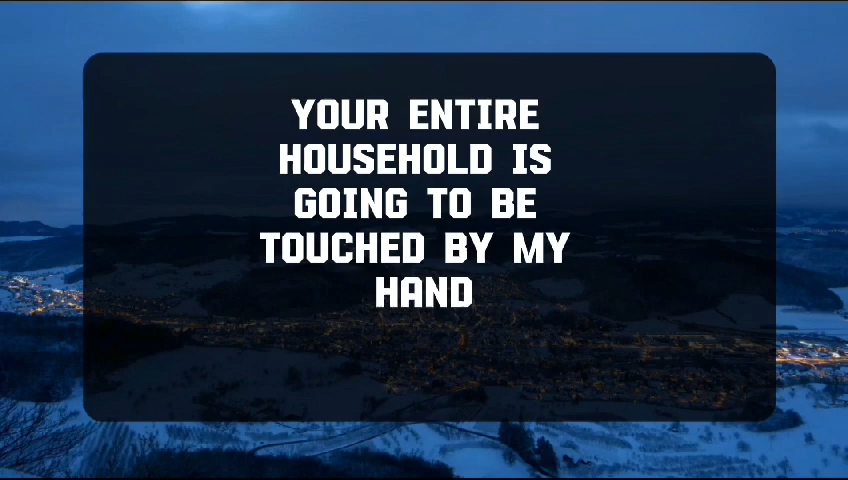 YOUR ENTIRE
HOUSEHOLD IS
GOING TO BE
TOUCHED BY MY
HAND